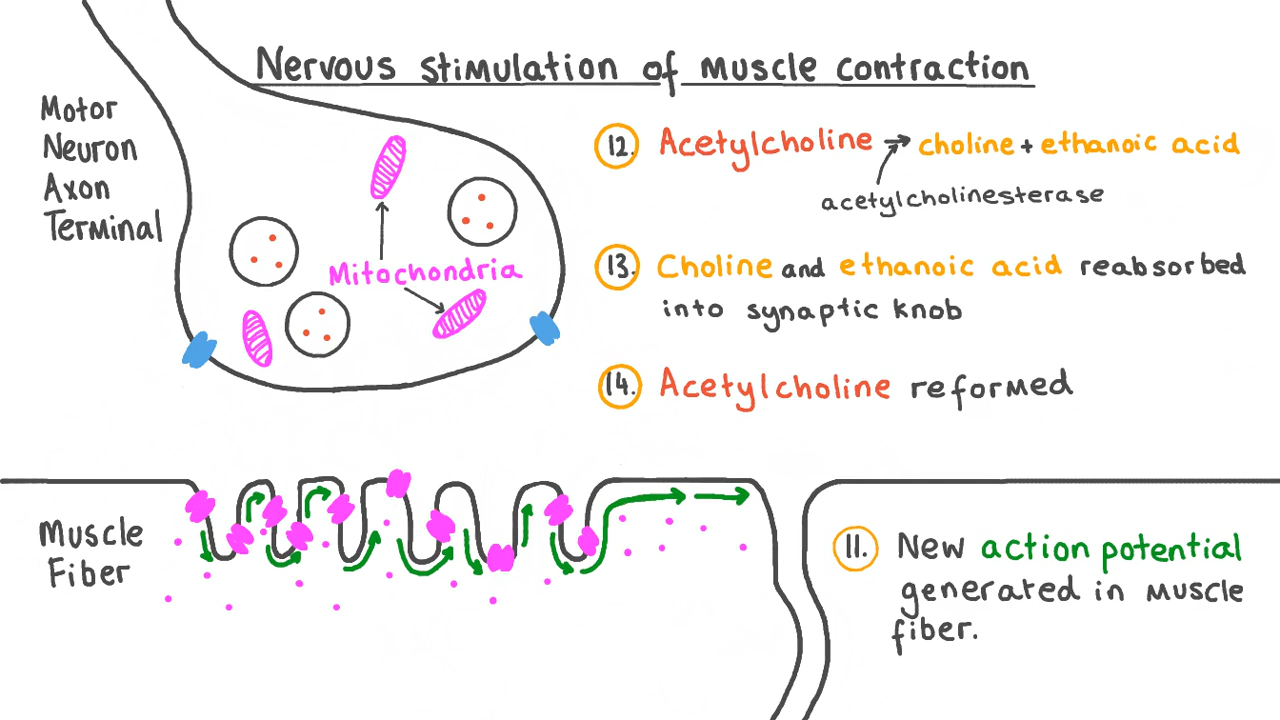 Nervous stimulation of muscle contraction
Motor
Neuron
Axon
Terminal
Mitochondria
12. Acetylcholine → choline + ethanoic acid
acetylcholinesterase
13. Choline and ethanoic acid reabsorbed
into synaptic knob
14. Acetylcholine reformed
Muscle
Fiber
11. New action potential
generated in muscle
fiber.